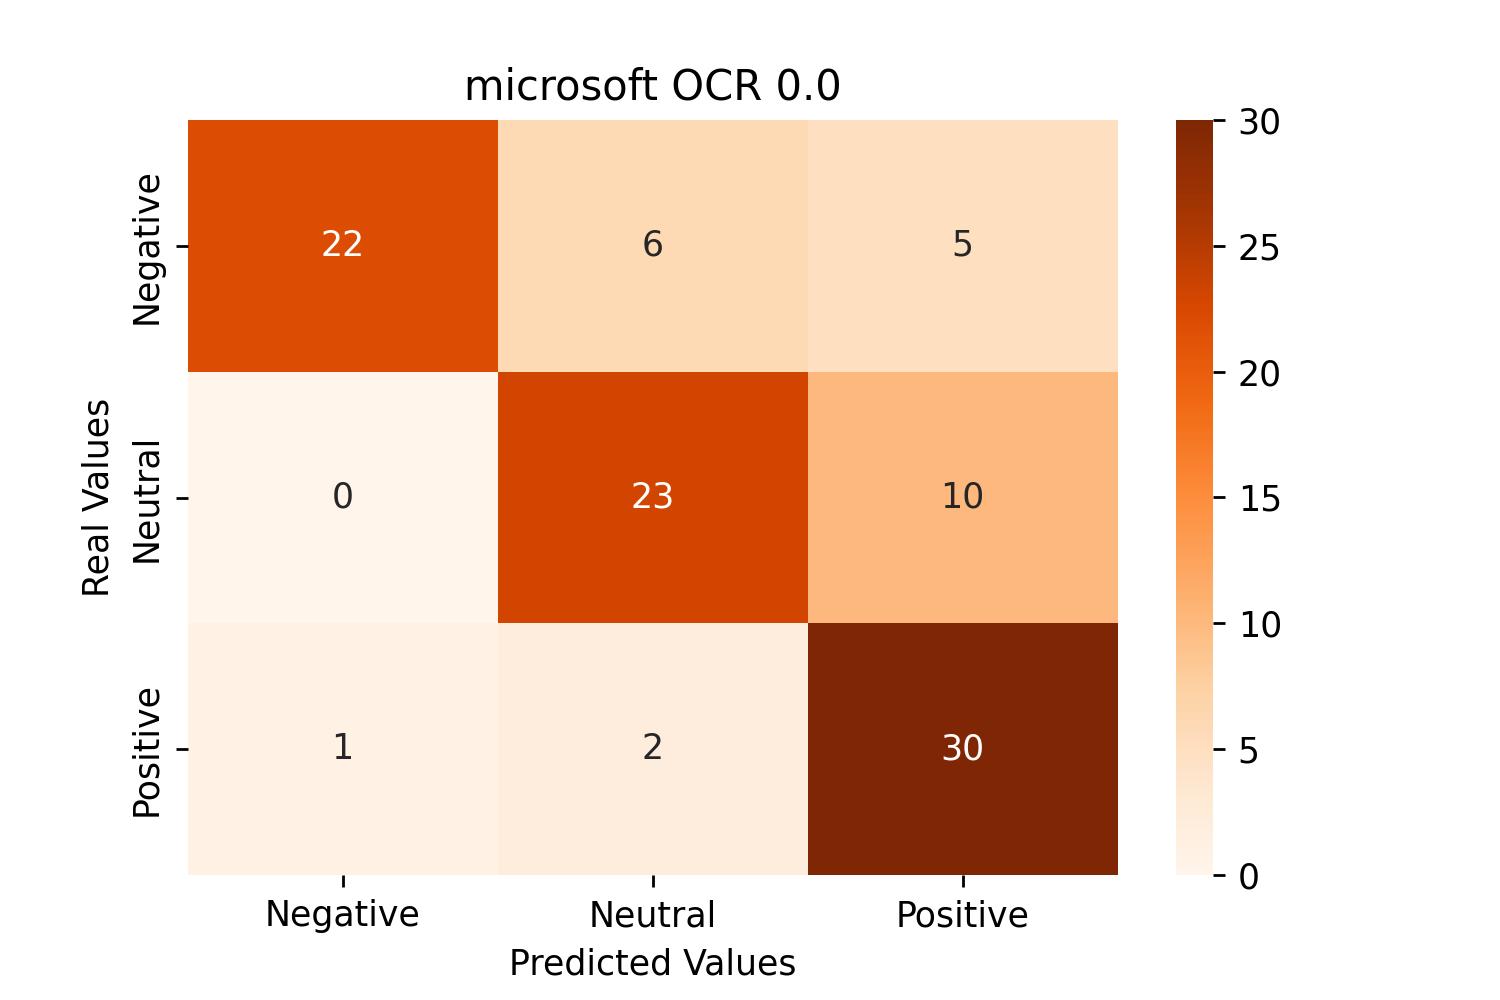 microsoft OCR 0.0
Real Values
Negative
22 6 5
Neutral
0 23 10
Positive
1 2 30
Negative Neutral Positive
Predicted Values
30
25
20
15
10
5
0